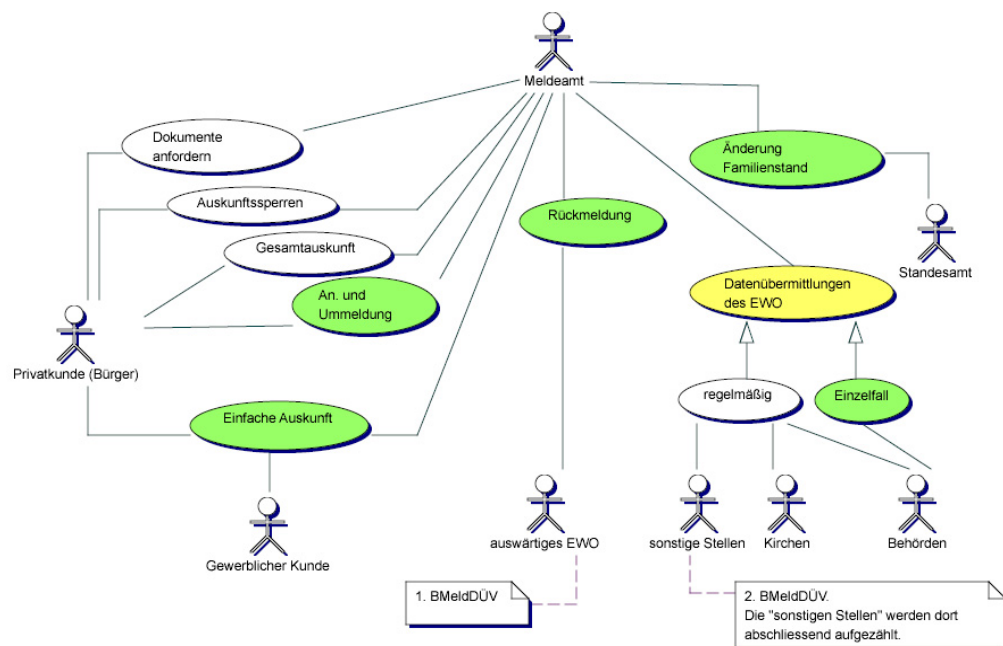 Meldeamt
Dokumente
anfordern
Änderung
Familienstand
Auskunftssperren
Rückmeldung
Gesamtauskunft
Standesamt
An. und
Ummeldung
Datenübermittlungen
des EWO
Privatkunde (Bürger)
regelmäßig
Einzelfall
Einfache Auskunft
auswärtiges EWO
sonstige Stellen
Kirchen
Behörden
Gewerblicher Kunde
1. BMeldDÜV
2. BMeldDÜV.
Die "sonstigen Stellen" werden dort
abschliessend aufgezählt.